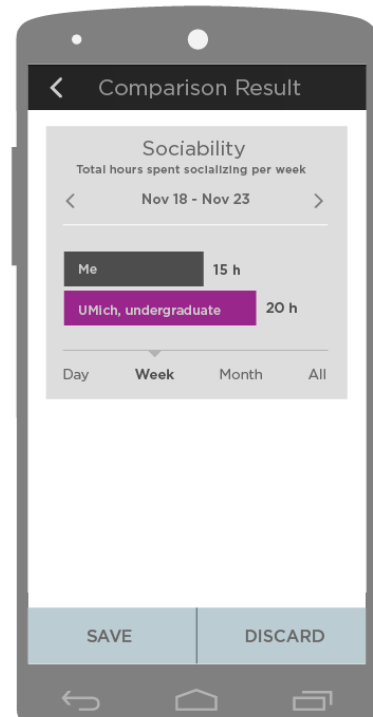 Comparison Result
Sociability
Total hours spent socializing per week
Nov 18 - Nov 23
Me 15 h
UMich, undergraduate 20 h
Day Week Month All
SAVE DISCARD